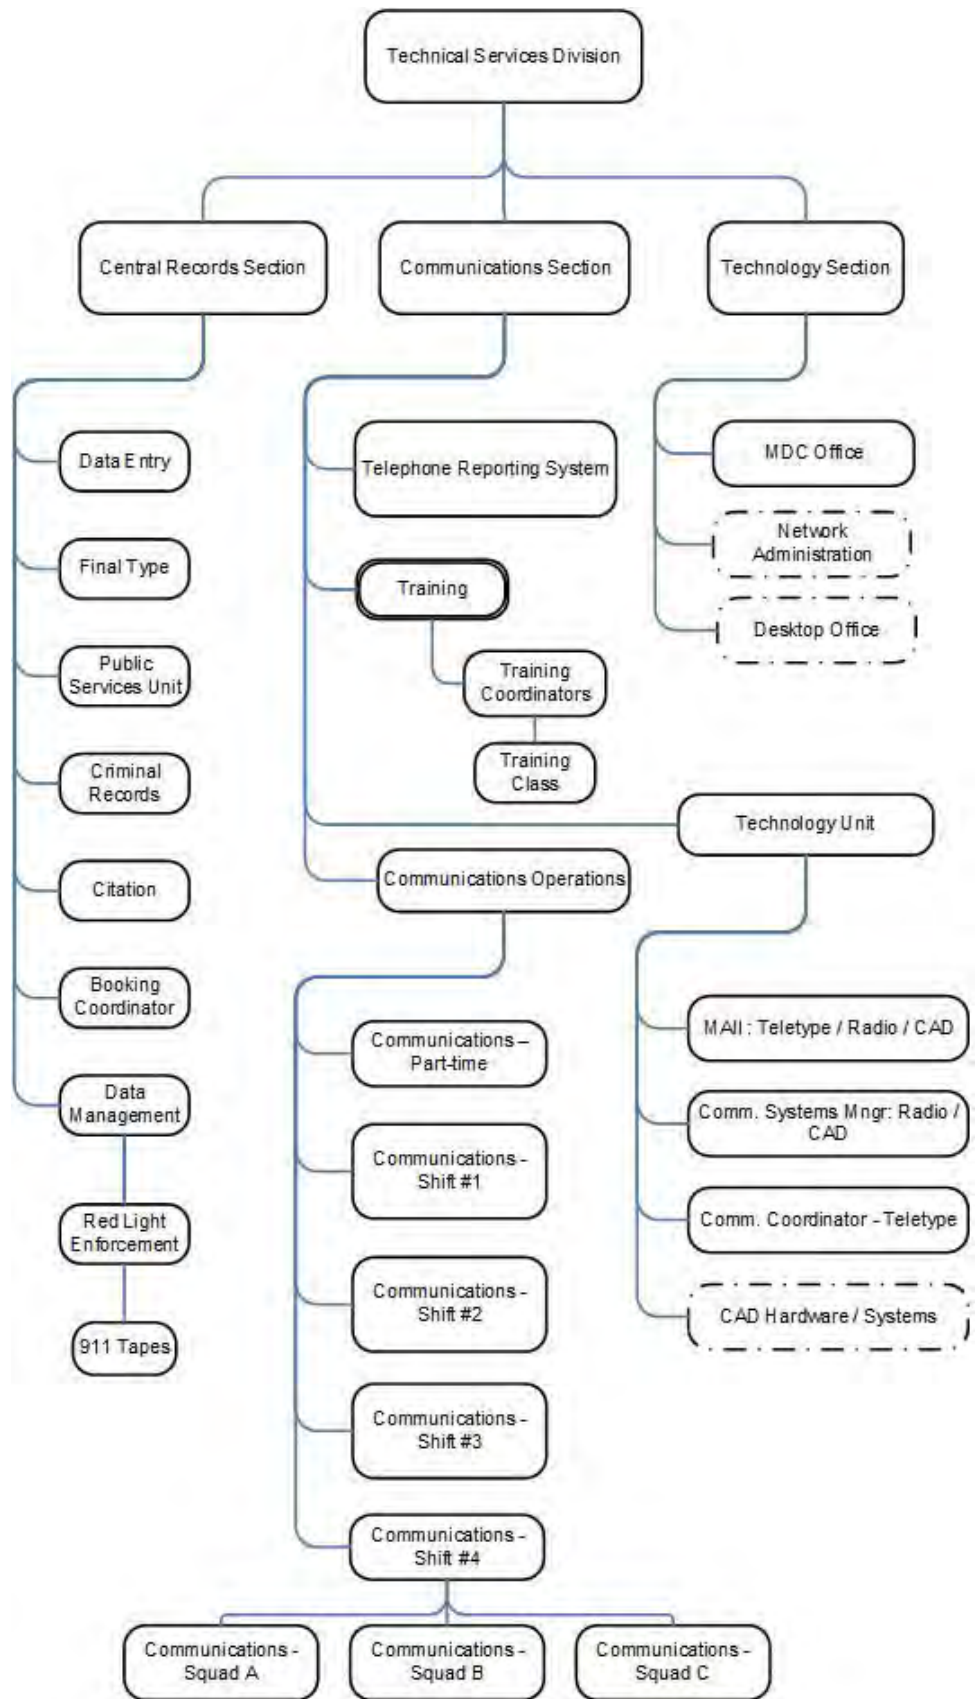 Technical Services Division
Central Records Section
Communications Section
Technology Section
Data Entry
Final Type
Public
Services Unit
Criminal
Records
Citation
Booking
Coordinator
Data
Management
Red Light
Enforcement
911 Tapes
Telephone Reporting System
Training
Training
Coordinators
Training
Class
Technology Unit
Communications Operations
Communications –
Part-time
Communications -
Shift #1
Communications -
Shift #2
Communications -
Shift #3
Communications -
Shift #4
Communications -
Squad A
Communications -
Squad B
Communications -
Squad C
MDC Office
Network
Administration
Desktop Office
MAII : Teletype / Radio / CAD
Comm. Systems Mngr: Radio /
CAD
Comm. Coordinator - Teletype
CAD Hardware / Systems